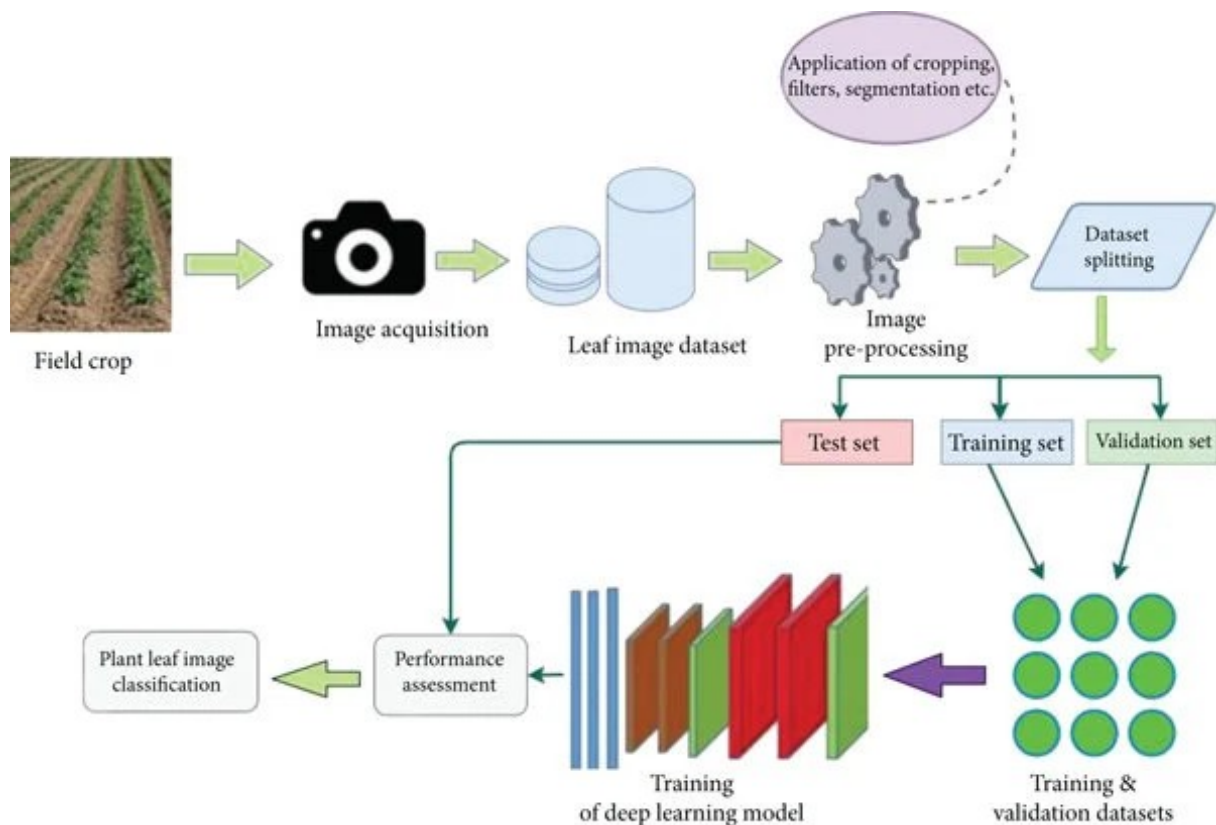 Application of cropping,
filters, segmentation etc.
Field crop
Image acquisition
Leaf image dataset
Image
pre-processing
Dataset
splitting
Test set
Training set
Validation set
Plant leaf image
classification
Performance
assessment
Training
of deep learning model
Training &
validation datasets